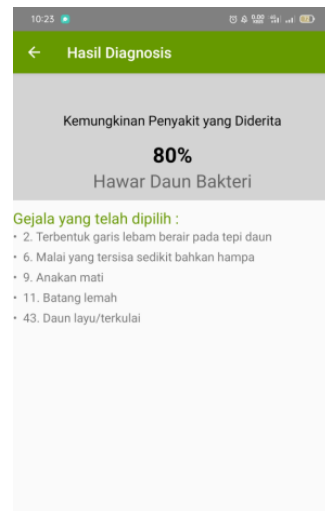 10:23
Hasil Diagnosis
Kemungkinan Penyakit yang Diderita
80%
Hawar Daun Bakteri
Gejala yang telah dipilih :
• 2. Terbentuk garis lebam berair pada tepi daun
• 6. Malai yang tersisa sedikit bahkan hampa
• 9. Anakan mati
• 11. Batang lemah
• 43. Daun layu/terkulai